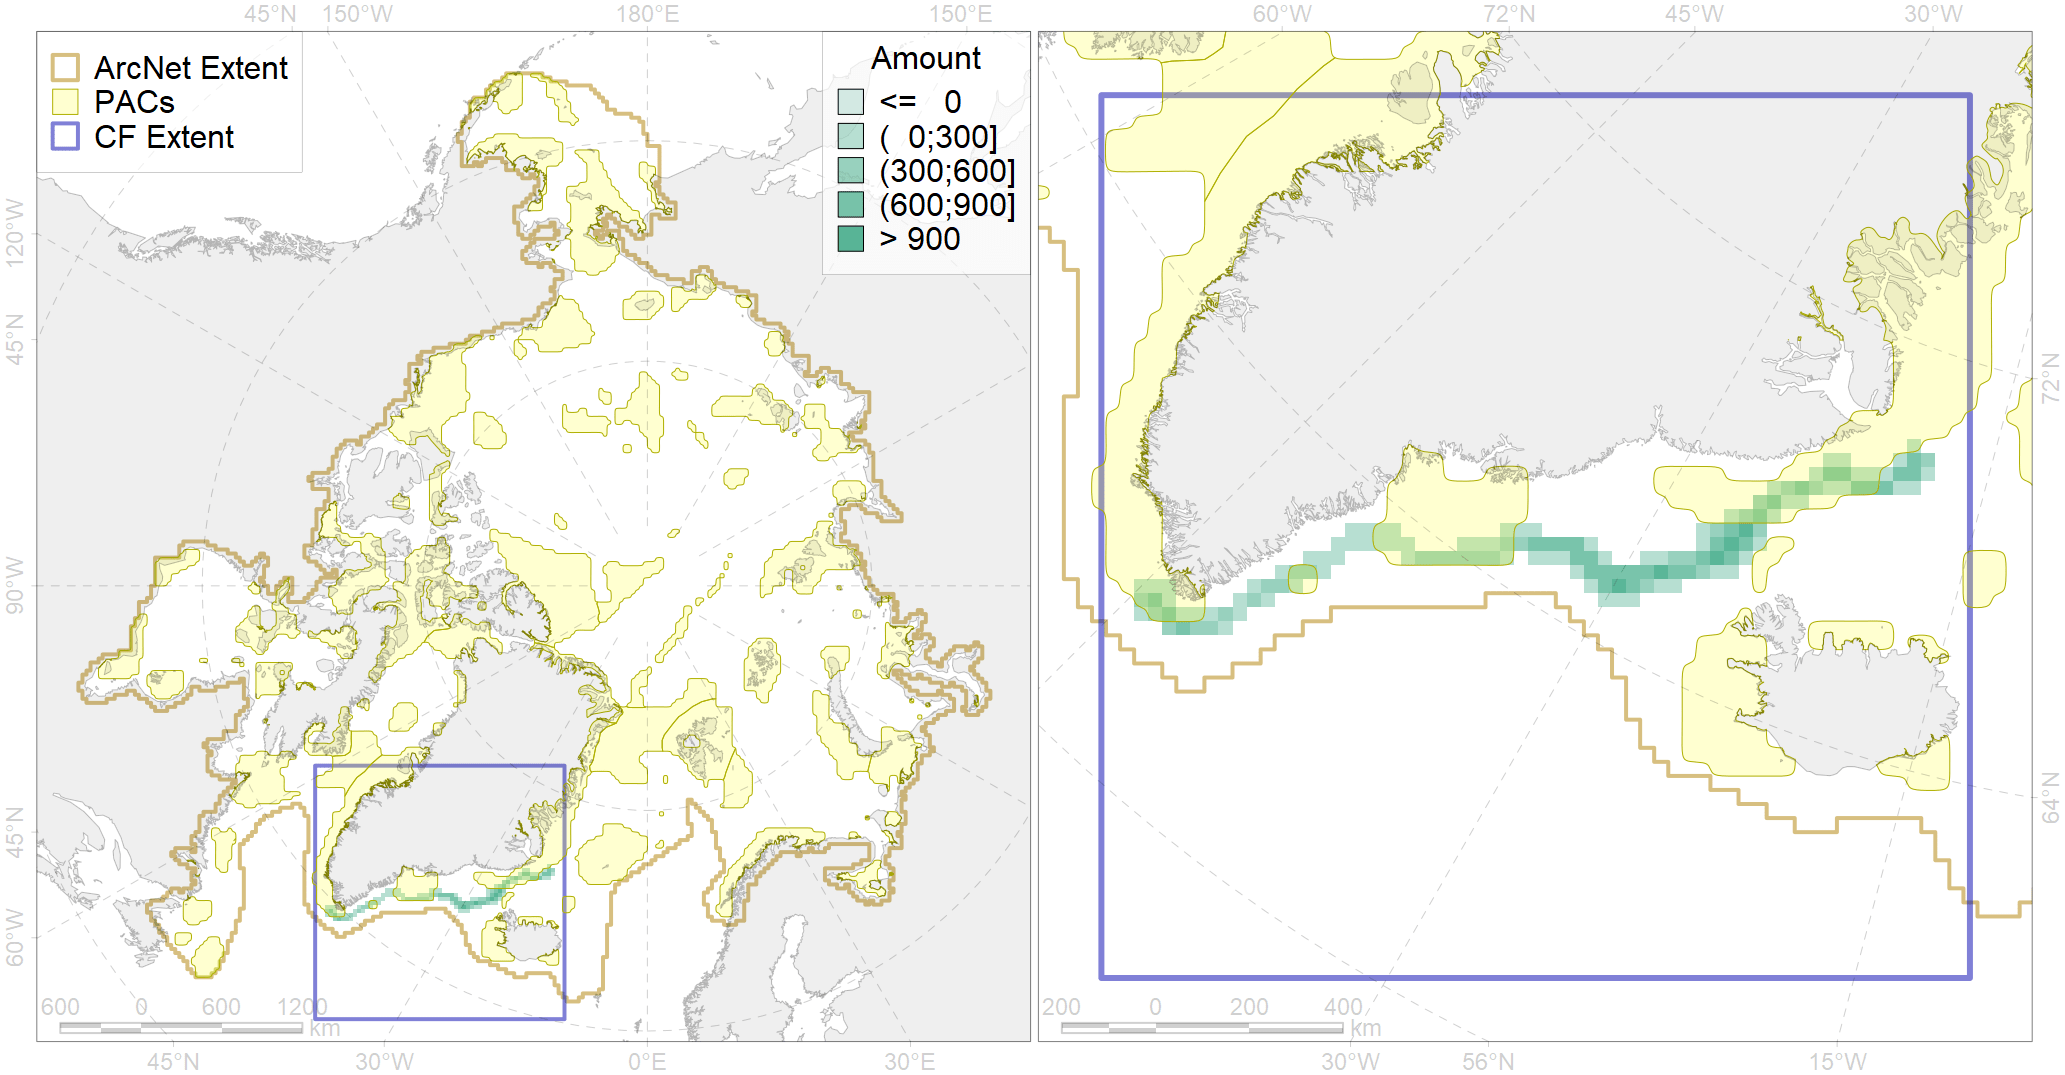 45°N 150°W 180°E 150°E 60°W 72°N 45°W 30°W
ArcNet Extent
PACs
CF Extent
Amount
<= 0
( 0;300]
(300;600]
(600;900]
> 900
120°W
45°N
90°W
45°N
60°W
72°N
64°N
600 0 600 1200
km
200 0 200 400
km
45°N 30°W 0°E 30°E 30°W 56°N 15°W